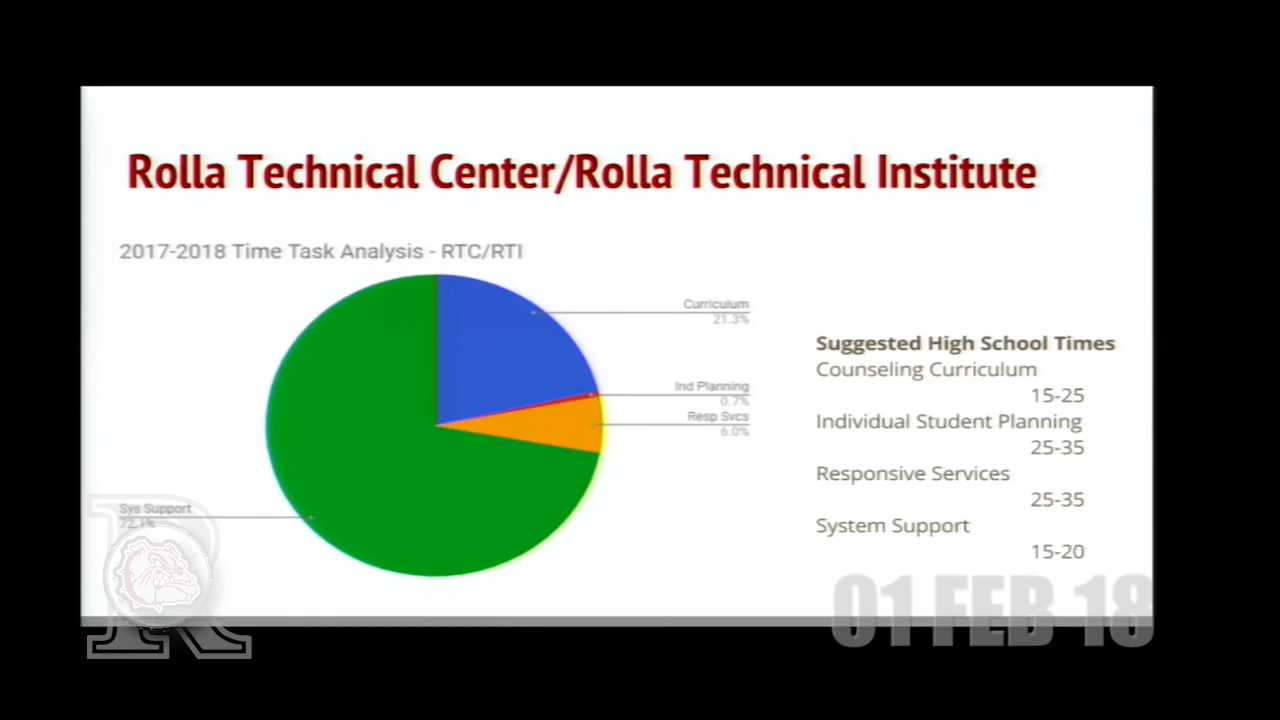 Rolla Technical Center/Rolla Technical Institute
2017-2018 Time Task Analysis - RTC/RTI
Curriculum
21.3%
Ind Planning
0.7%
Resp Svcs
6.0%
Sys Support
72.1%
Suggested High School Times
Counseling Curriculum
15-25
Individual Student Planning
25-35
Responsive Services
25-35
System Support
15-20
R
01 FEB 18